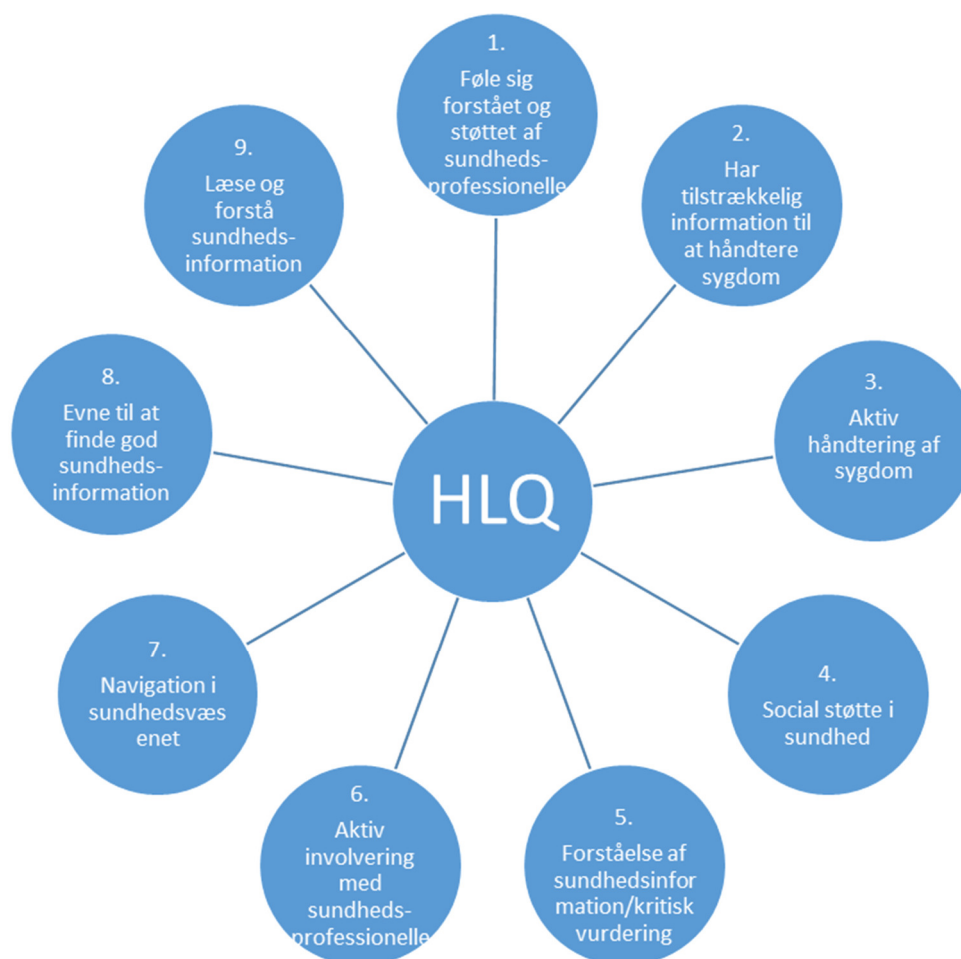 1.
Føle sig
forstået og
støttet af
sundheds-
professionelle
2.
Har
tilstrækkelig
information til
at håndtere
sygdom
3.
Aktiv
håndtering af
sygdom
4.
Social støtte i
sundhed
5.
Forståelse af
sundhedsinfor
mation/kritisk
vurdering
6.
Aktiv
involvering
med
sundheds-
professionelle
7.
Navigation i
sundhedsvæs
enet
8.
Evne til at
finde god
sundheds-
information
9.
Læse og
forstå
sundheds-
information
HLQ